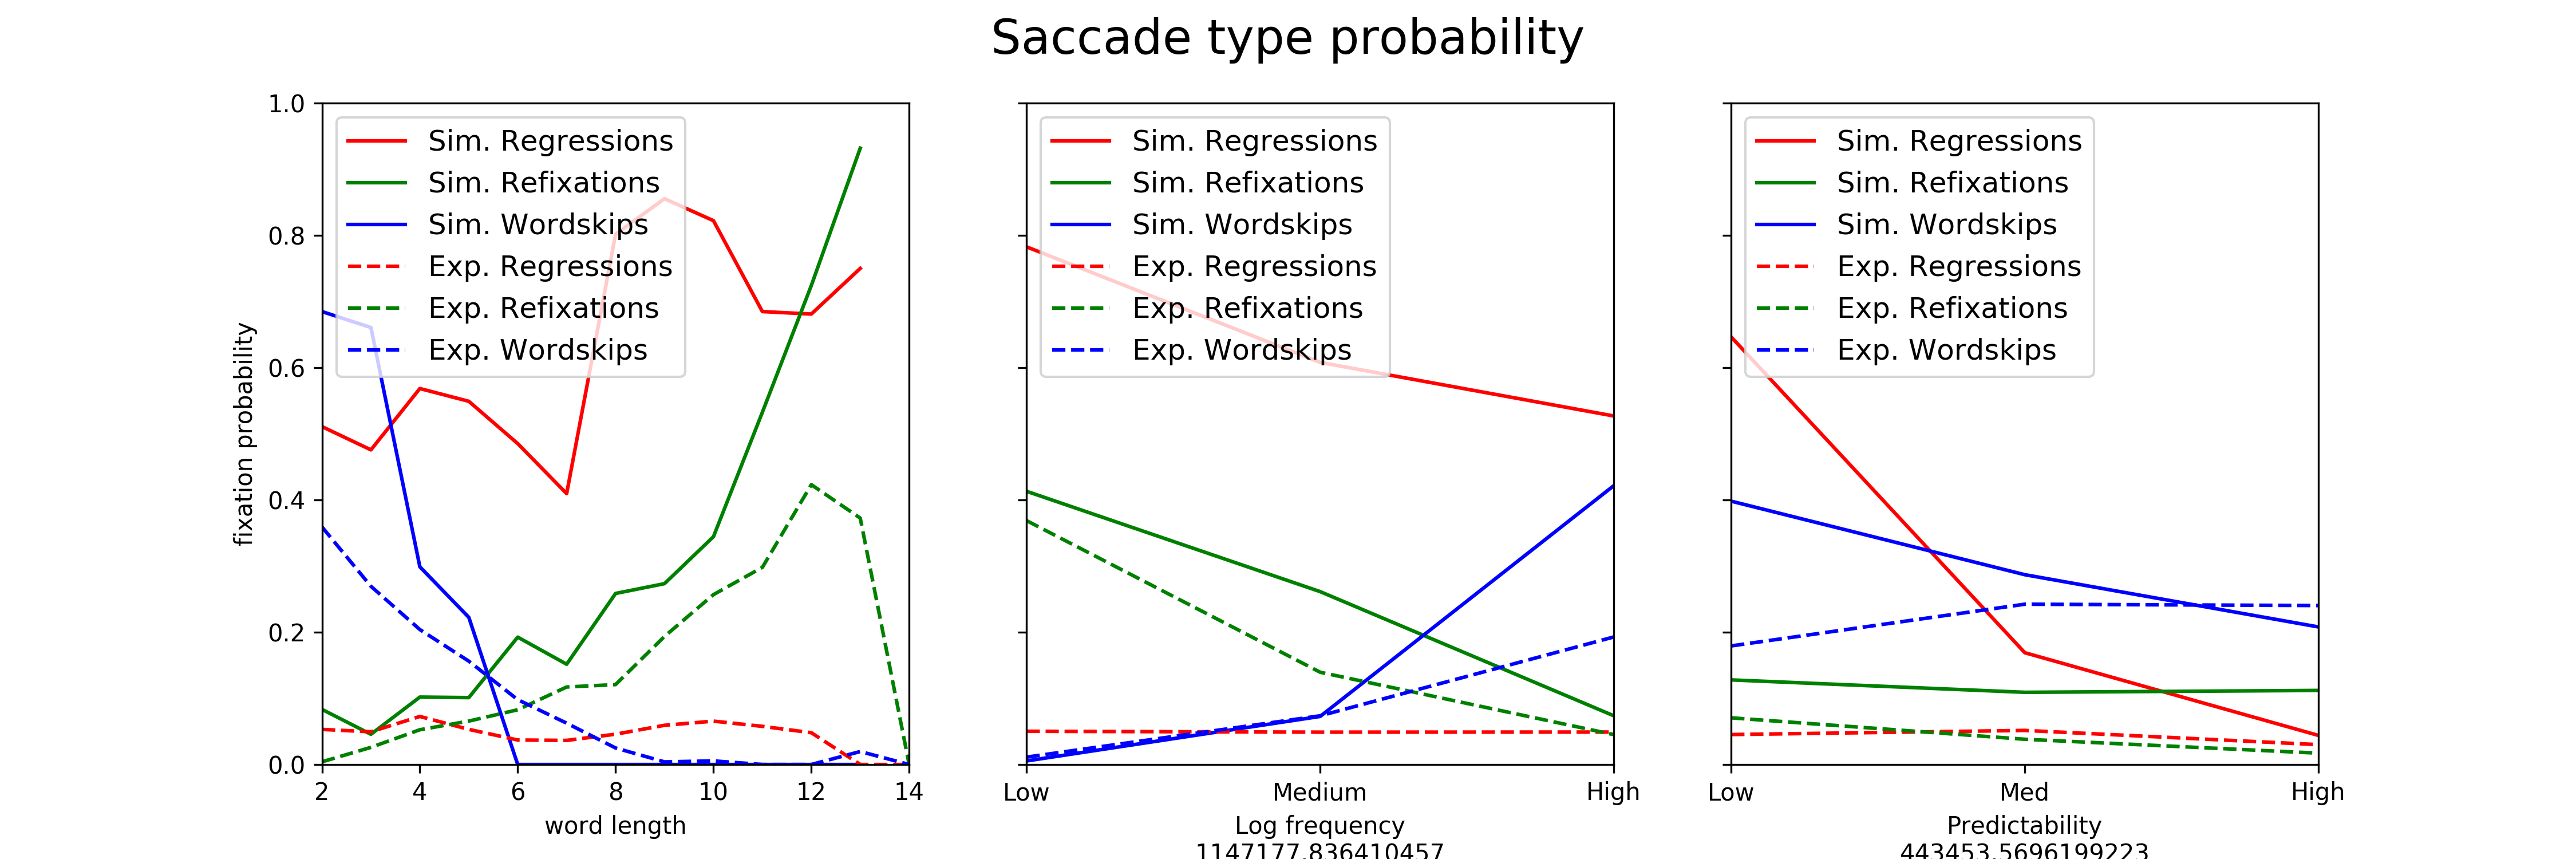 Saccade type probability
fixation probability
1.0
0.8
0.6
0.4
0.2
0.0
Sim. Regressions
Sim. Refixations
Sim. Wordskips
Exp. Regressions
Exp. Refixations
Exp. Wordskips
2 4 6 8 10 12 14
word length
Sim. Regressions
Sim. Refixations
Sim. Wordskips
Exp. Regressions
Exp. Refixations
Exp. Wordskips
Low Medium High
Log frequency
1147177.836410457
Sim. Regressions
Sim. Refixations
Sim. Wordskips
Exp. Regressions
Exp. Refixations
Exp. Wordskips
Low Med High
Predictability
443453.5696199223